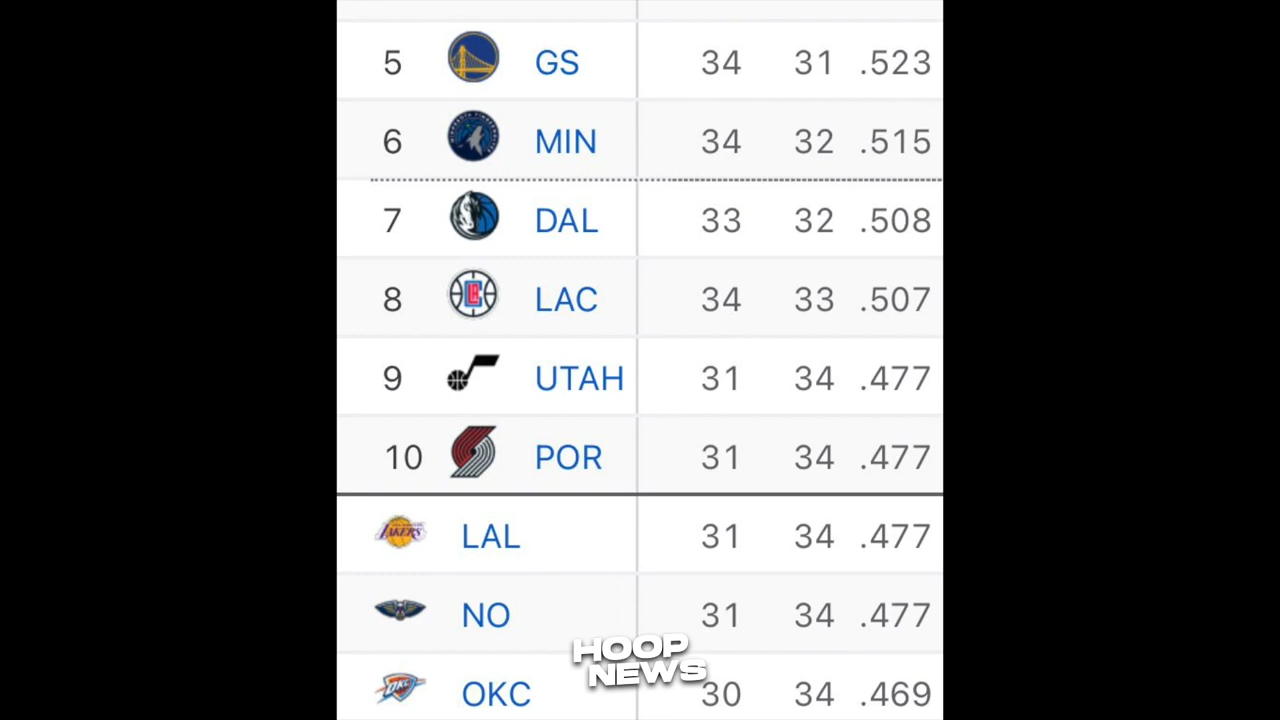 5 GS 34 31 .523
6 MIN 34 32 .515
7 DAL 33 32 .508
8 LAC 34 33 .507
9 UTAH 31 34 .477
10 POR 31 34 .477
LAKERS LAL 31 34 .477
NO 31 34 .477
OKC OKC 30 34 .469
HOOP
NEWS